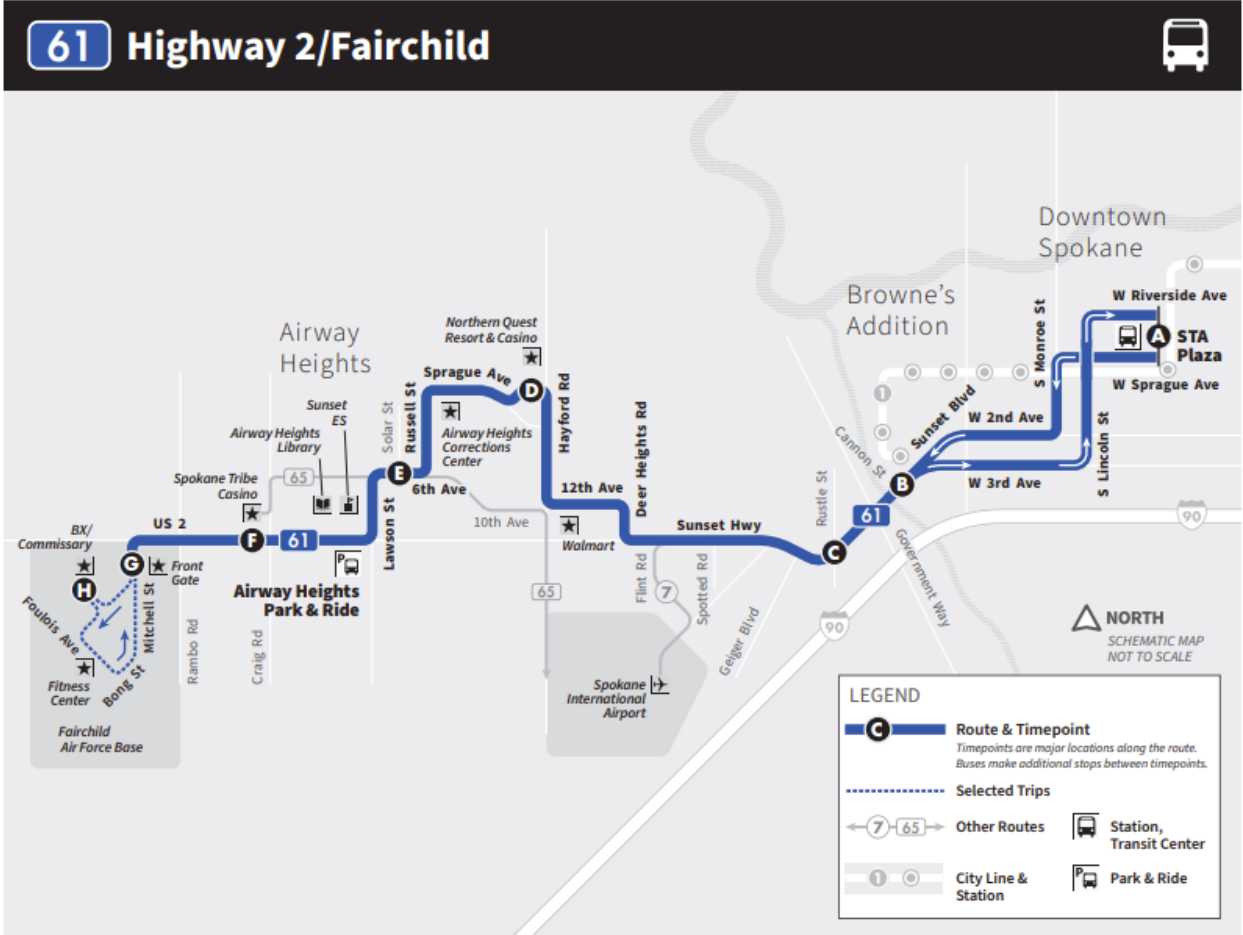 61 Highway 2/Fairchild
Downtown
Spokane
W Riverside Ave
Browne's
Addition
S Monroe St
A
STA
Plaza
W Sprague Ave
Northern Quest
Resort & Casino
Airway
Heights
Sprague Ave
D
Hayford Rd
1
Sunset Blvd
W 2nd Ave
S Lincoln St
Sunset
ES
Solar St
Russell St
Airway Heights
Library
Airway Heights
Corrections
Center
Deer Heights Rd
Cannon St
B
W 3rd Ave
Spokane Tribe
Casino
65
E
6th Ave
12th Ave
Rustle St
61
90
BX/
Commissary
US 2
F
61
Lawson St
10th Ave
Walmart
Sunset Hwy
C
Government Way
G
Front
Gate
P
Airway Heights
Park & Ride
H
Foulois Ave
Mitchell St
65
Flint Rd
7
Spotted Rd
Geiger Blvd
90
NORTH
SCHEMATIC MAP
NOT TO SCALE
Rambo Rd
Craig Rd
Fitness
Center
Bong St
Spokane
International
Airport
Fairchild
Air Force Base
LEGEND
C
Route & Timepoint
Timepoints are major locations along the route.
Buses make additional stops between timepoints.
Selected Trips
7 65
Other Routes
Station,
Transit Center
1
City Line &
Station
P
Park & Ride